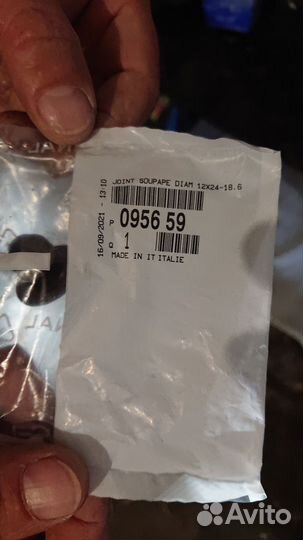 JOINT SOUPAPE DIAM 12X24-18.6
16/09/2021 - 13:10
P 0956 59
Q 1
MADE IN IT ITALIE
Avito